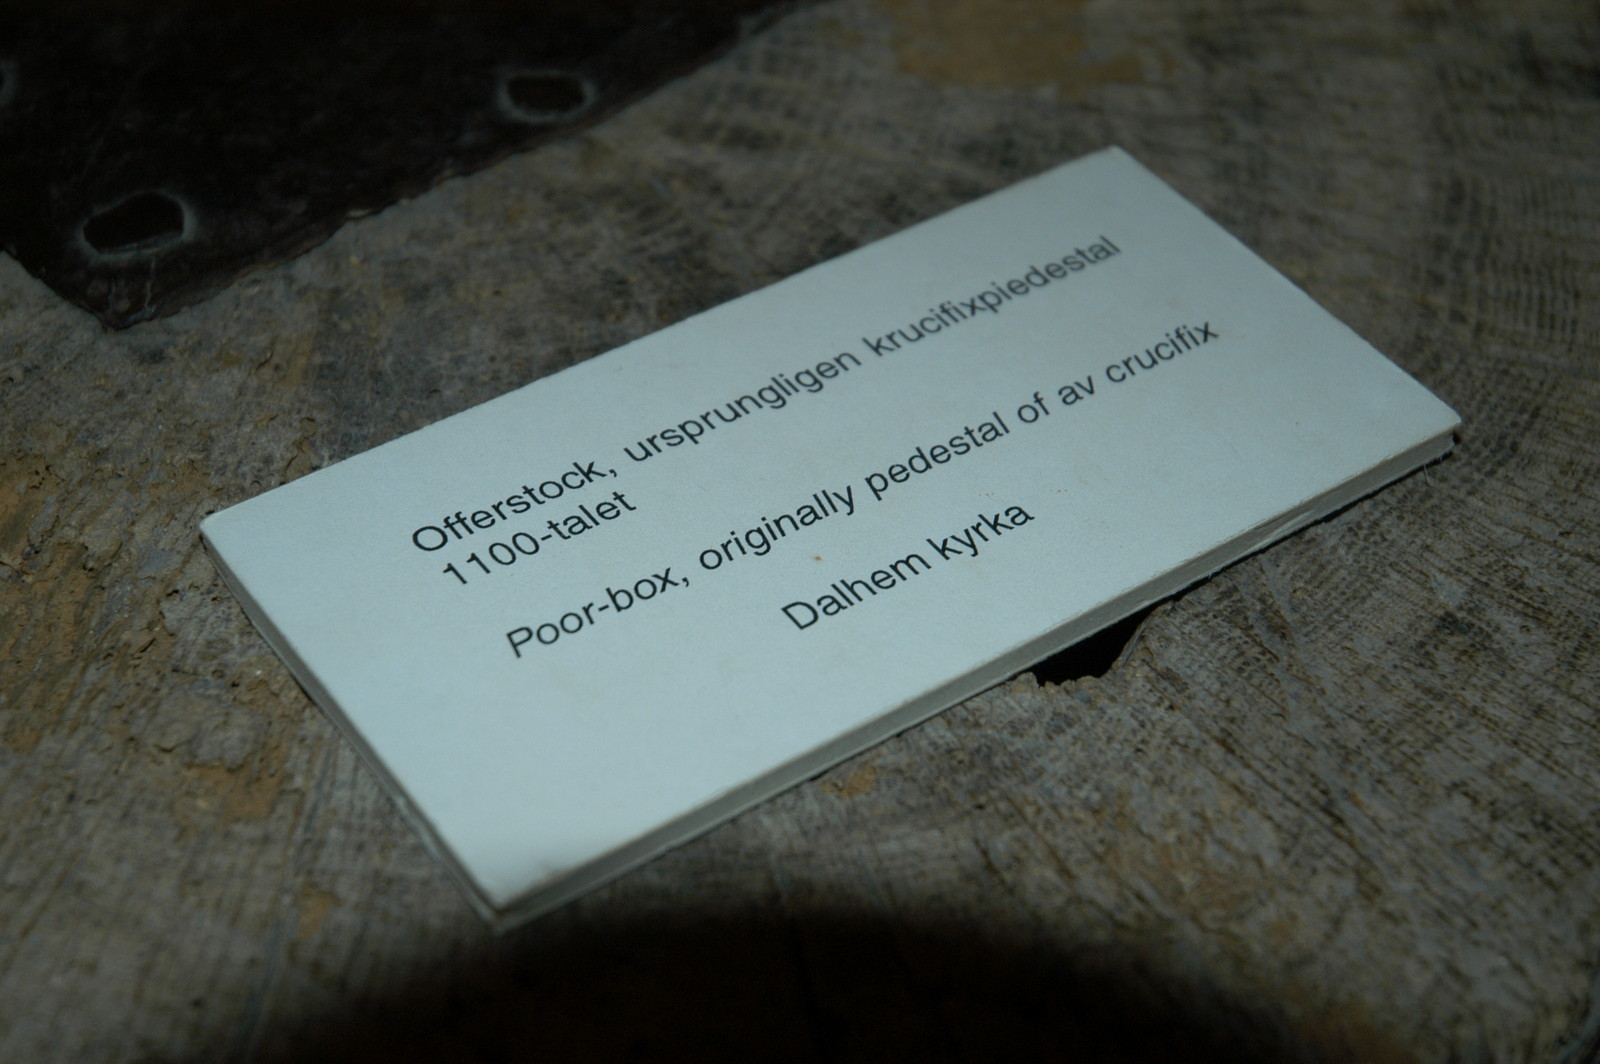 Offerstock, ursprungligen krucifixpiedestal
1100-talet
Poor-box, originally pedestal of av crucifix
Dalhem kyrka